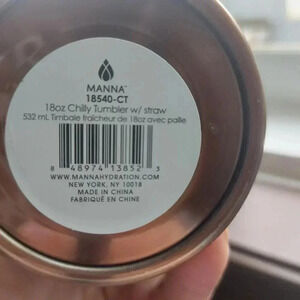 MANNA™
18540-CT
18oz Chilly Tumbler w/ straw
532 mL Timbale fraîcheur de 18oz avec paille
8 48974 13852 3
WWW.MANNAHYDRATION.COM
NEW YORK, NY 10018
MADE IN CHINA
FABRIQUÉ EN CHINE